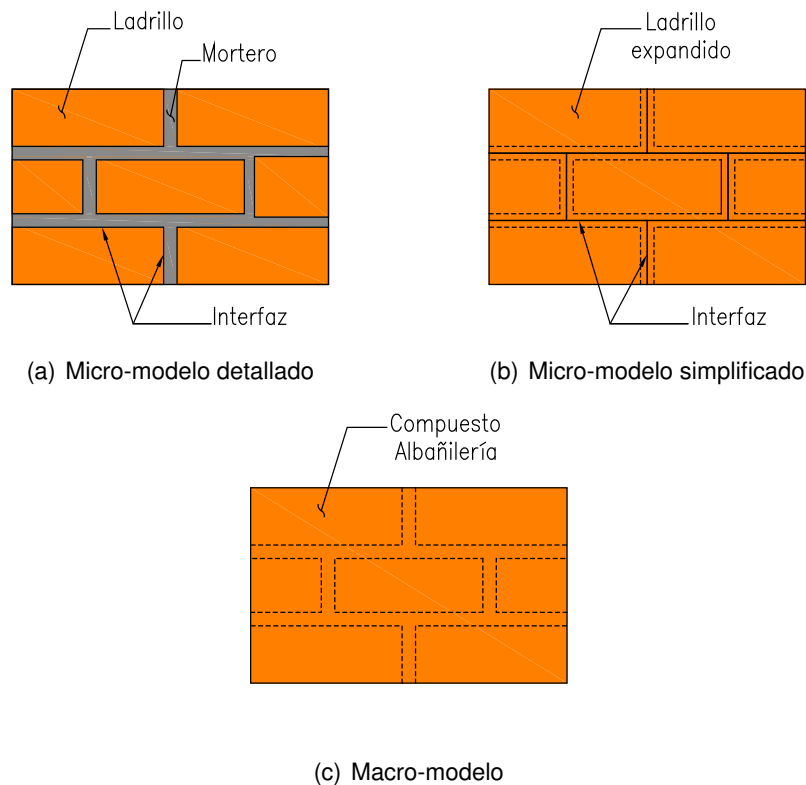 Ladrillo
Mortero
Interfaz
(a) Micro-modelo detallado
Ladrillo
expandido
Interfaz
(b) Micro-modelo simplificado
Compuesto
Albañilería
(c) Macro-modelo